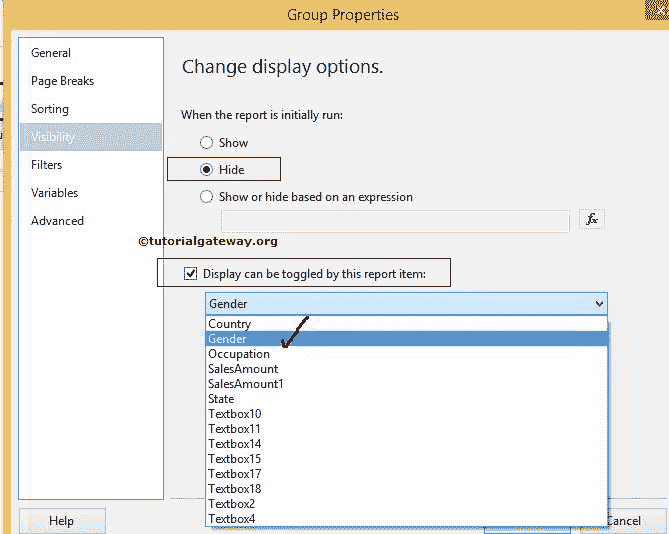 Group Properties
General
Page Breaks
Sorting
Visibility
Filters
Variables
Advanced
Change display options.
When the report is initially run:
Show
Hide
Show or hide based on an expression
fx
©tutorialgateway.org
Display can be toggled by this report item:
Gender
Country
Gender
Occupation
SalesAmount
SalesAmount1
State
Textbox10
Textbox11
Textbox14
Textbox15
Textbox17
Textbox18
Textbox2
Textbox4
Help
Cancel